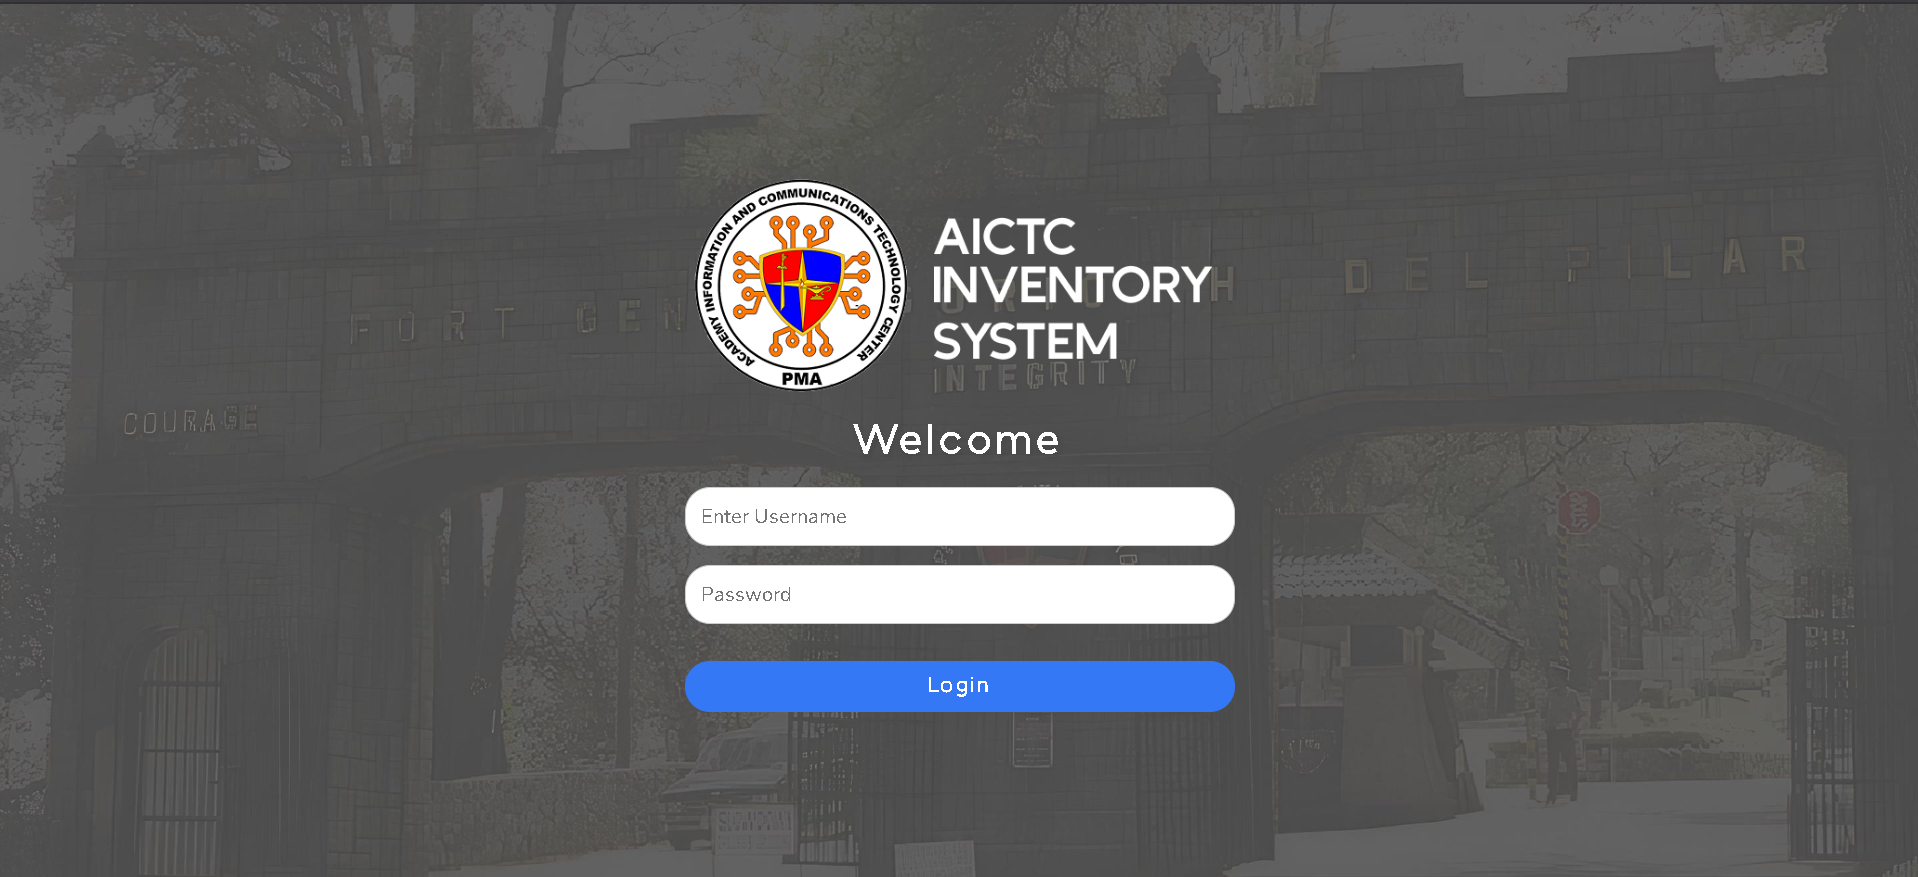 ACADEMY INFORMATION AND COMMUNICATIONS TECHNOLOGY CENTER
PMA
AICTC
INVENTORY
SYSTEM
FORT GEN H DEL PILAR
INTEGRITY
COURAGE
Welcome
Enter Username
Password
Login
STOP